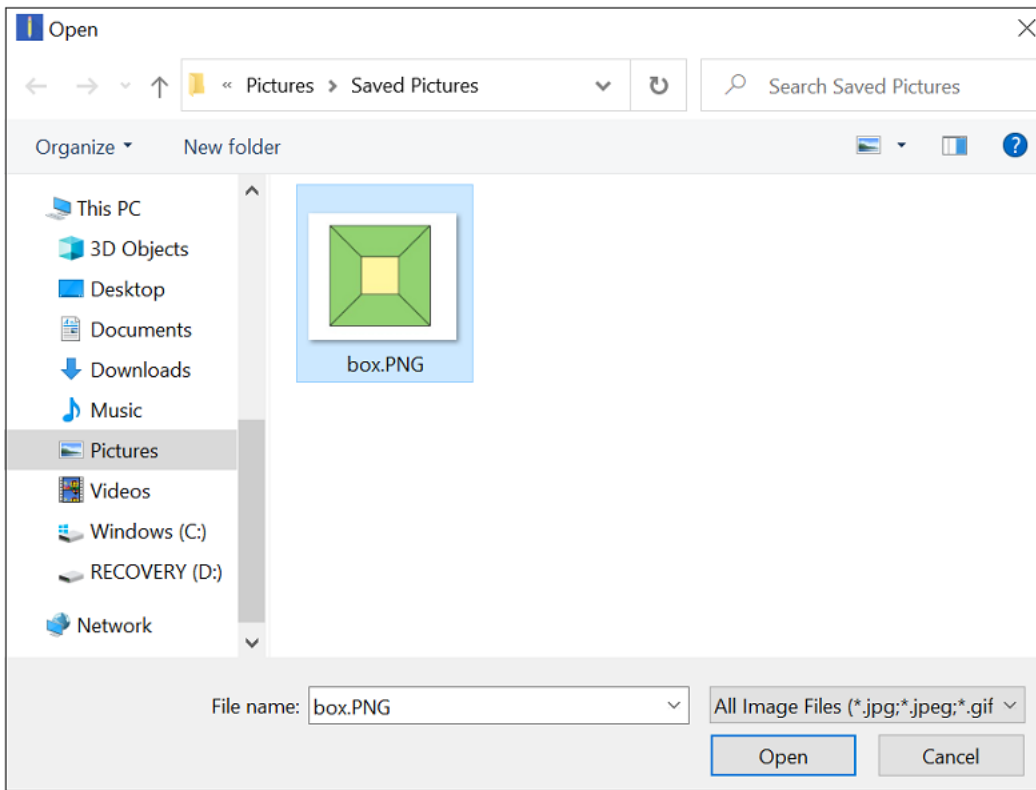 Open
« Pictures > Saved Pictures
Search Saved Pictures
Organize
New folder
?
This PC
3D Objects
Desktop
Documents
Downloads
Music
Pictures
Videos
Windows (C:)
RECOVERY (D:)
Network
box.PNG
File name: box.PNG
All Image Files (*.jpg;*.jpeg;*.gif
Open
Cancel